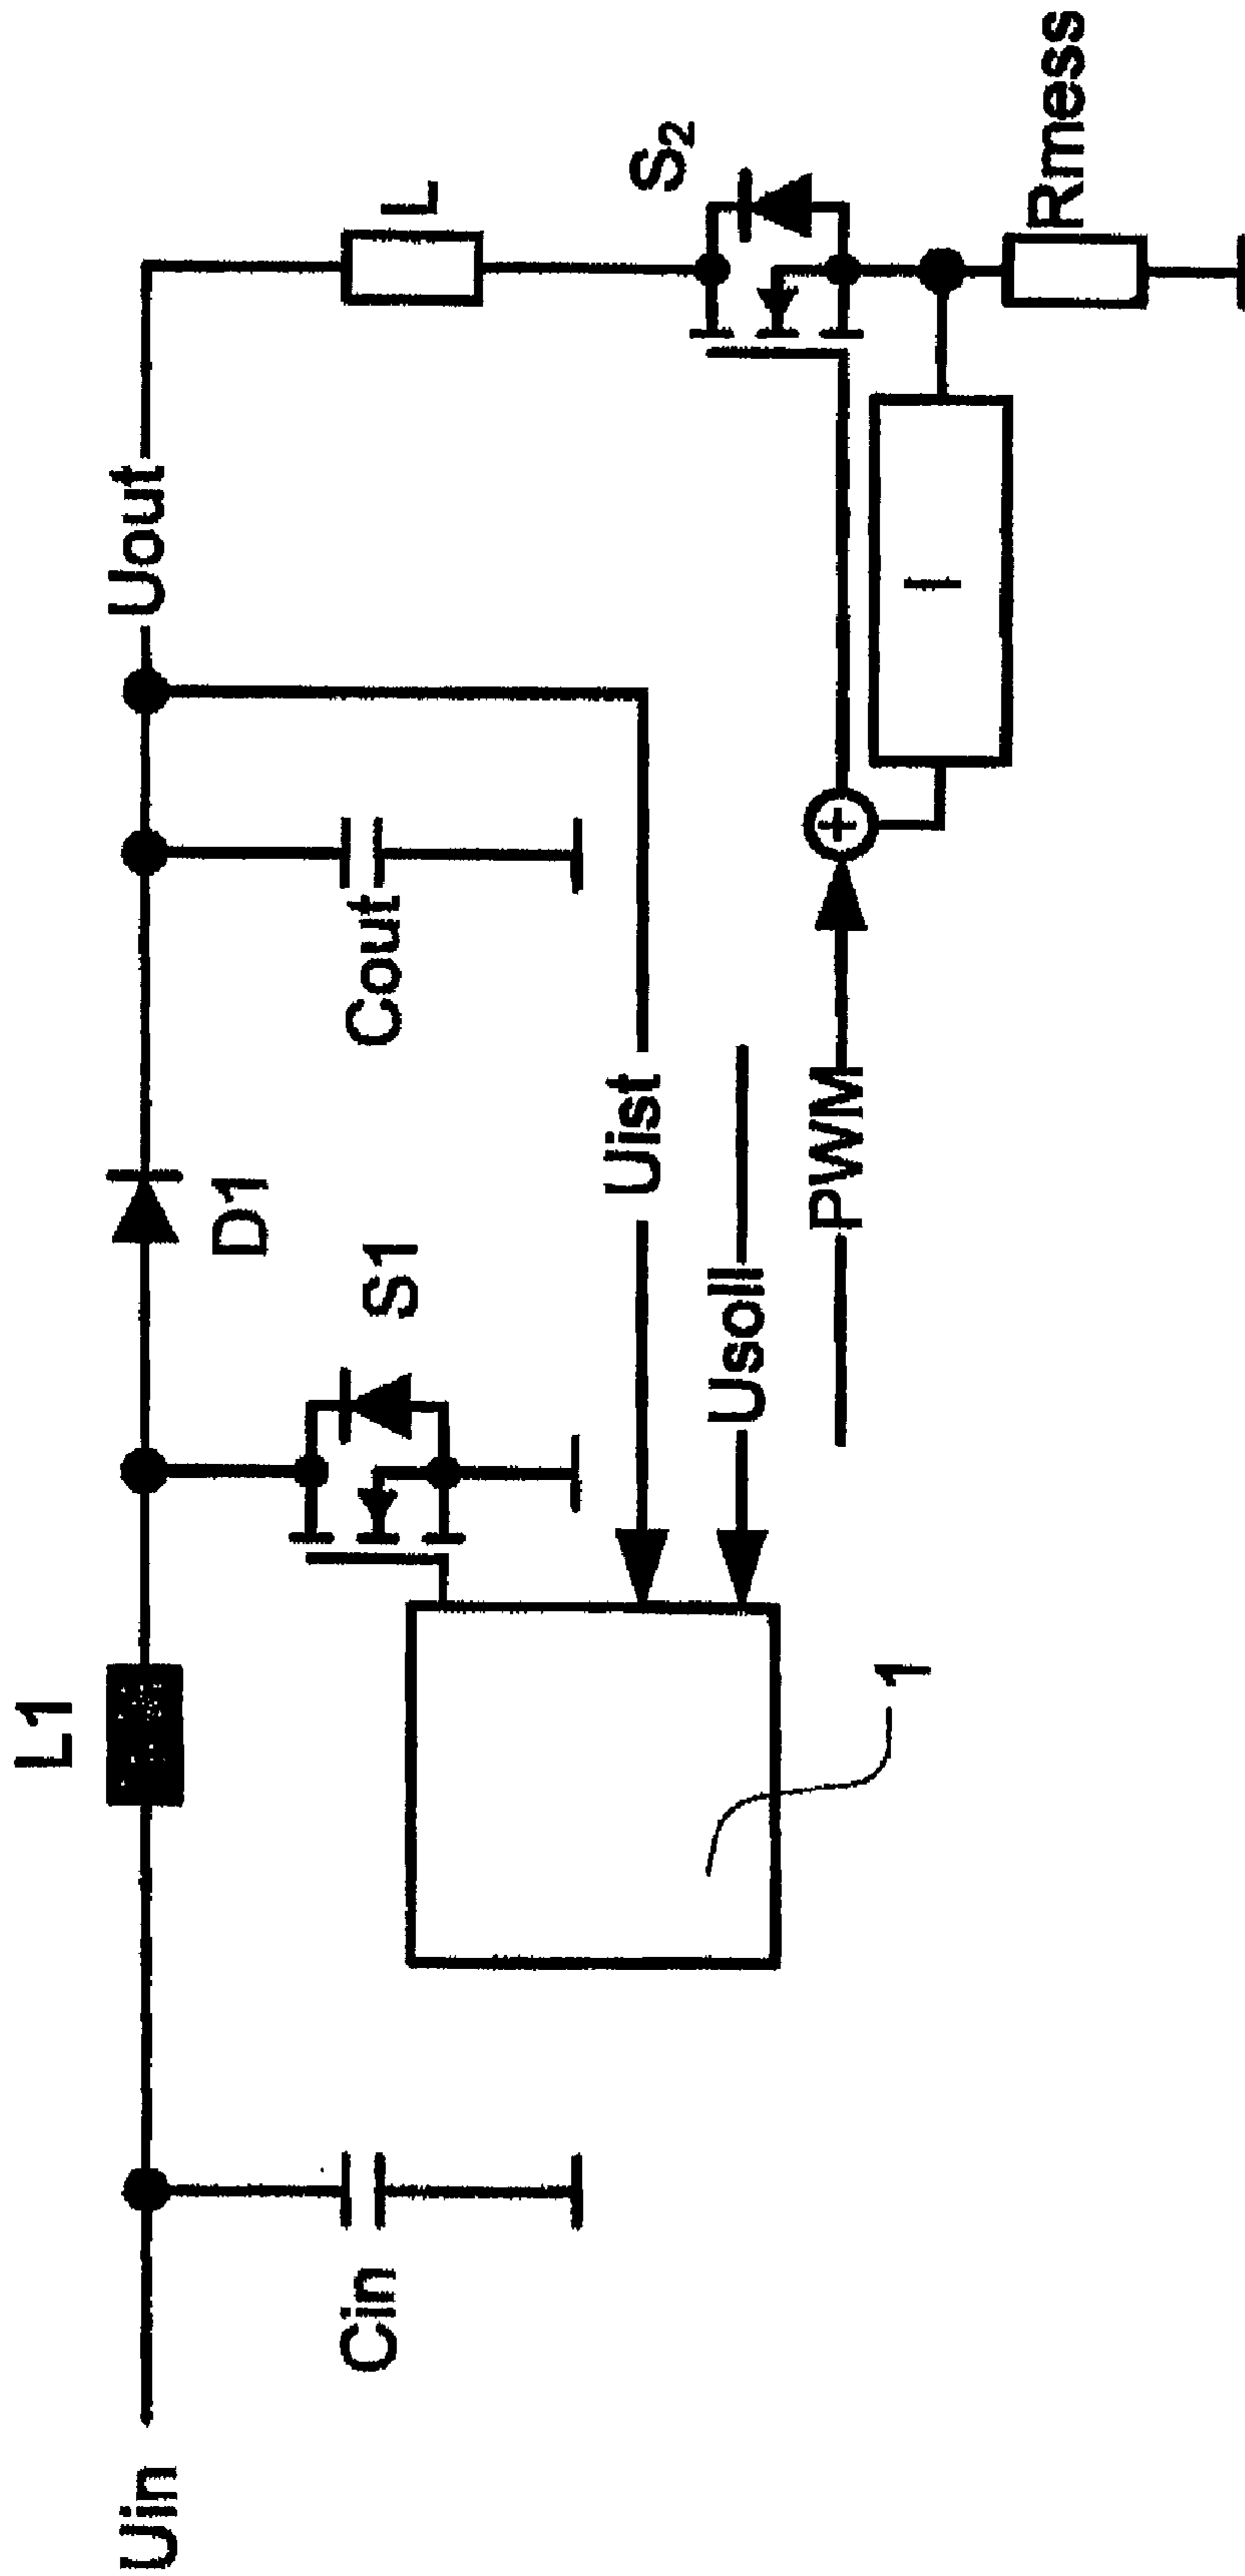 L1
Uin
Uout
D1
Cin
S1
Cout
L
Uist
S2
Usoll
PWM
I
1
Rmess